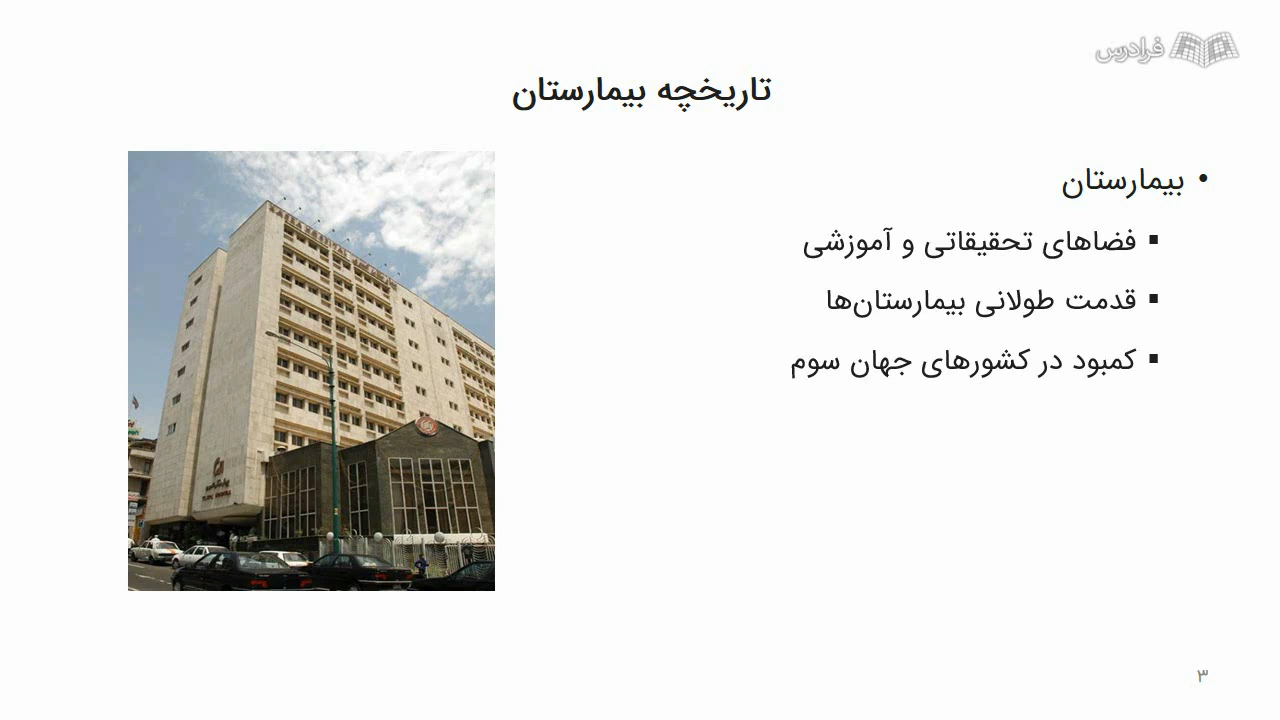 فرادرس
تاریخچه بیمارستان
• بیمارستان
▪ فضاهای تحقیقاتی و آموزشی
▪ قدمت طولانی بیمارستان‌ها
▪ کمبود در کشورهای جهان سوم
۳